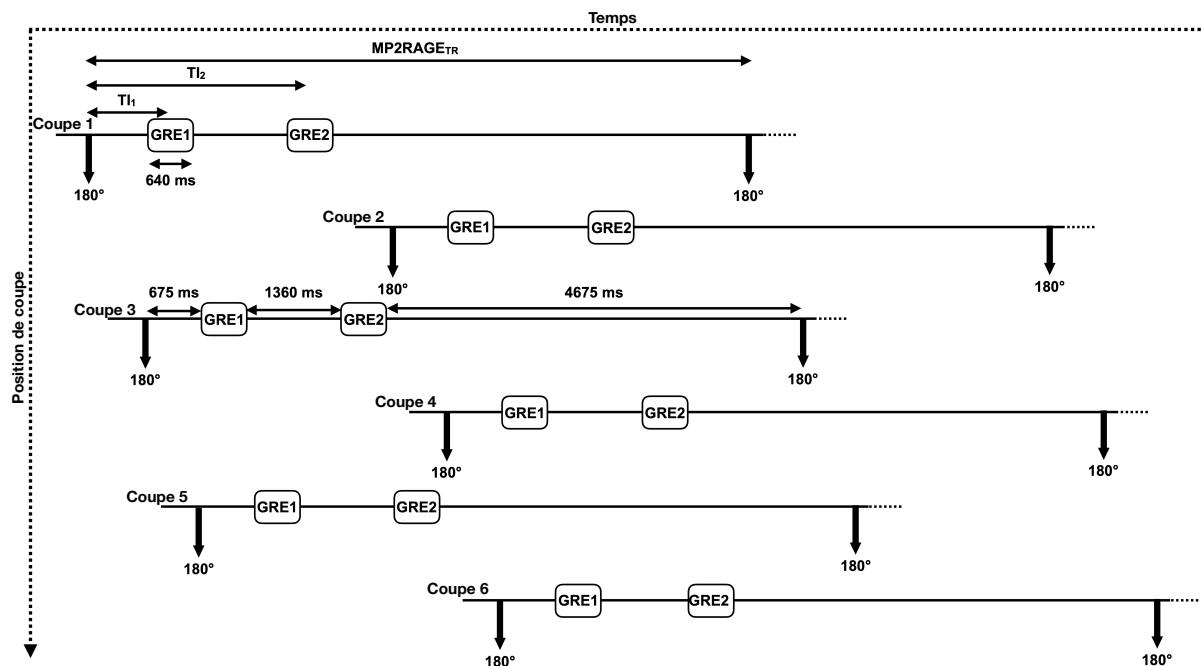 Temps
MP2RAGETR
TI2
TI1
Coupe 1
GRE1
GRE2
640 ms
180°
180°
Coupe 2
GRE1
GRE2
180°
180°
675 ms
1360 ms
4675 ms
Coupe 3
GRE1
GRE2
180°
180°
Position de coupe
Coupe 4
GRE1
GRE2
180°
180°
Coupe 5
GRE1
GRE2
180°
180°
Coupe 6
GRE1
GRE2
180°
180°